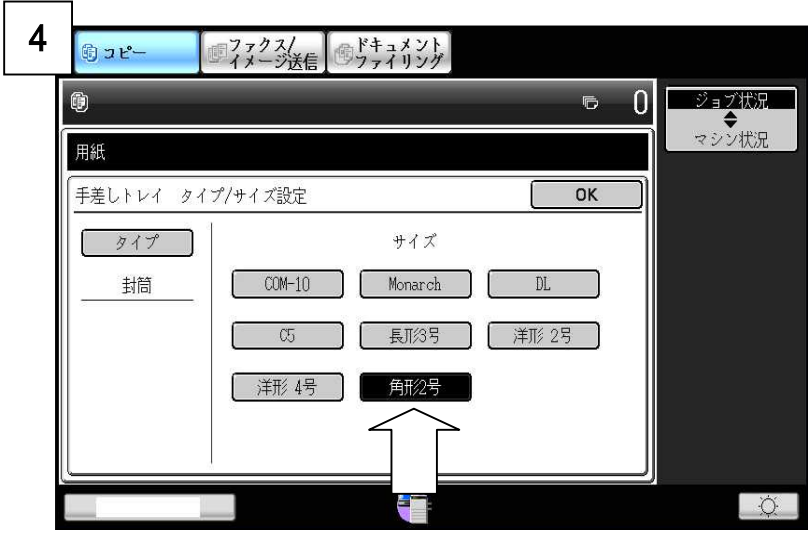 4
コピー
ファクス/
イメージ送信
ドキュメント
ファイリング
0
ジョブ状況
マシン状況
用紙
手差しトレイ タイプ/サイズ設定
OK
タイプ
サイズ
封筒
COM-10
Monarch
DL
C5
長形3号
洋形 2号
洋形 4号
角形2号